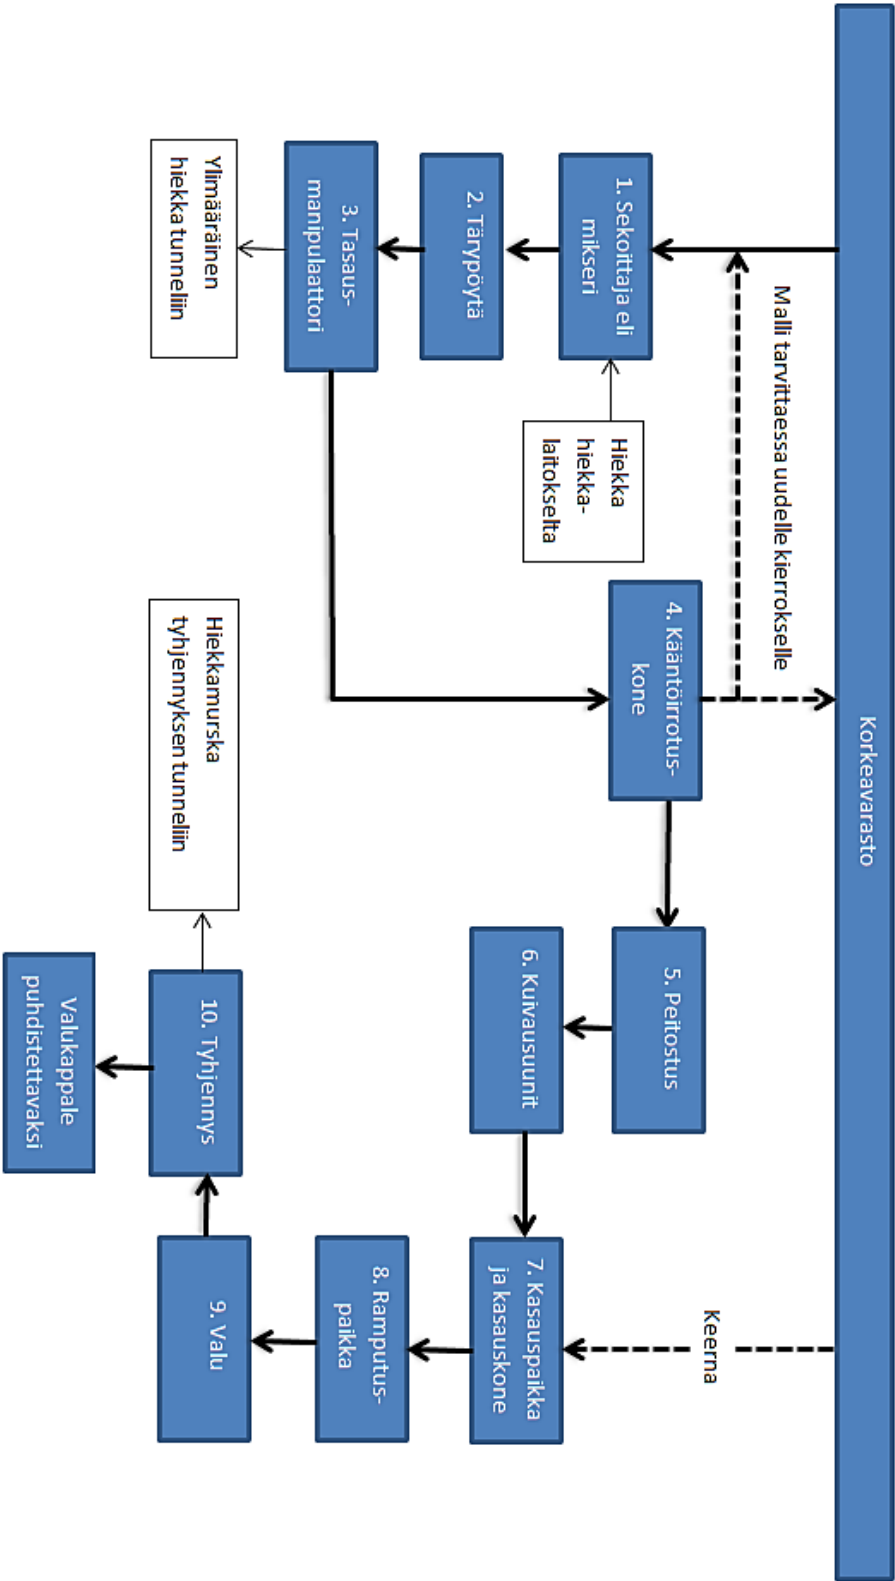 Korkeavarasto
Malli tarvittaessa uudelle kierrokselle
1. Sekoittaja eli
mikseri
Hiekka
hiekka-
laitokselta
2. Tärypöytä
3. Tasaus-
manipulaattori
Ylimääräinen
hiekka tunneliin
4. Kääntöirrotus-
kone
5. Peitostus
6. Kuivausuunit
Keerna
7. Kasauspaikka
ja kasauskone
8. Ramputus-
paikka
9. Valu
10. Tyhjennys
Hiekkamurska
tyhjennyksen tunneliin
Valukappale
puhdistettavaksi